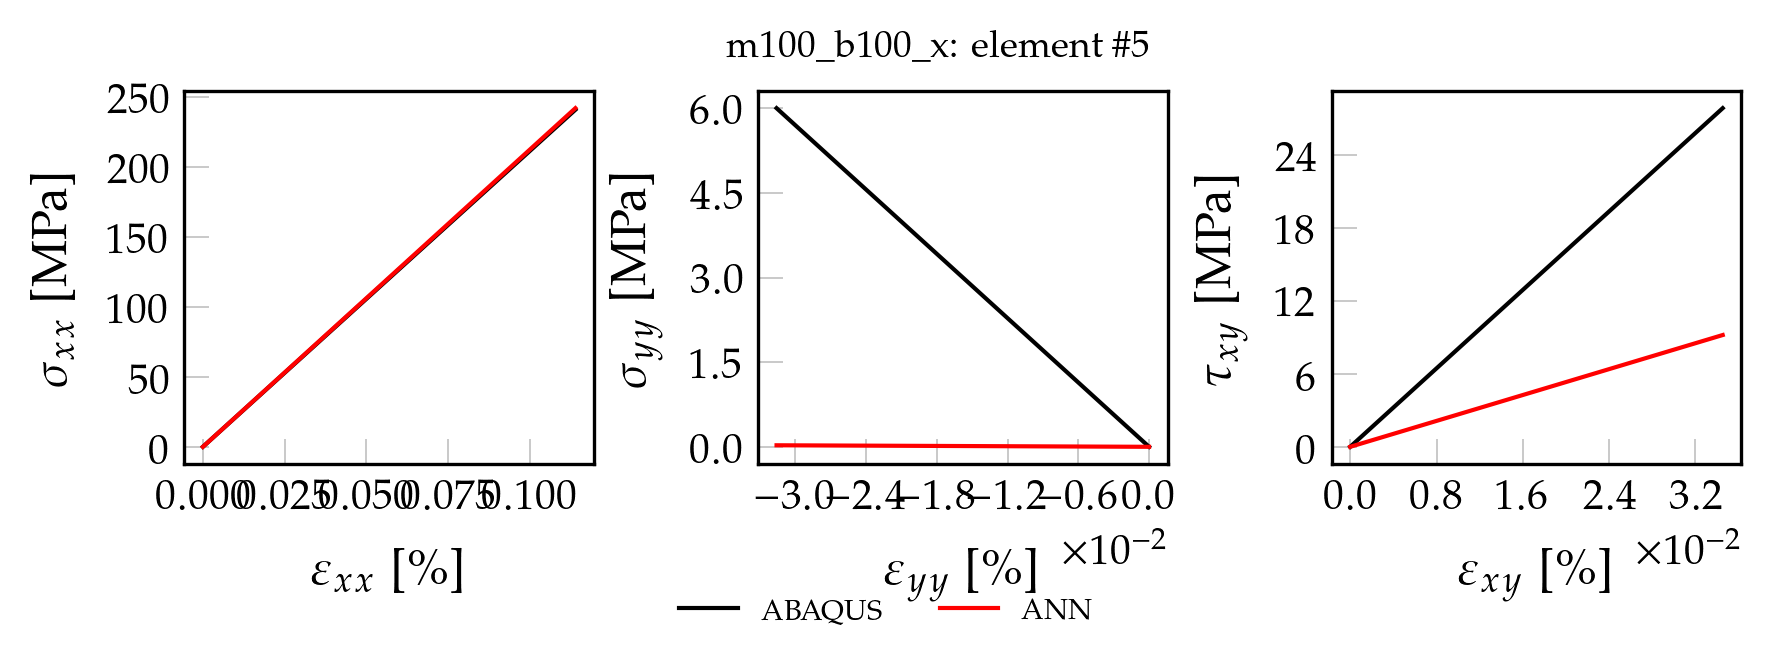 m100_b100_x: element #5
250
200
150
100
50
0
σxx [MPa]
0.000 0.025 0.050 0.075 0.100
εxx [%]
6.0
4.5
3.0
1.5
0.0
σyy [MPa]
−3.0 −2.4 −1.8 −1.2 −0.6 0.0
×10−2
εyy [%]
24
18
12
6
0
τxy [MPa]
0.0 0.8 1.6 2.4 3.2
×10−2
εxy [%]
ABAQUS ANN